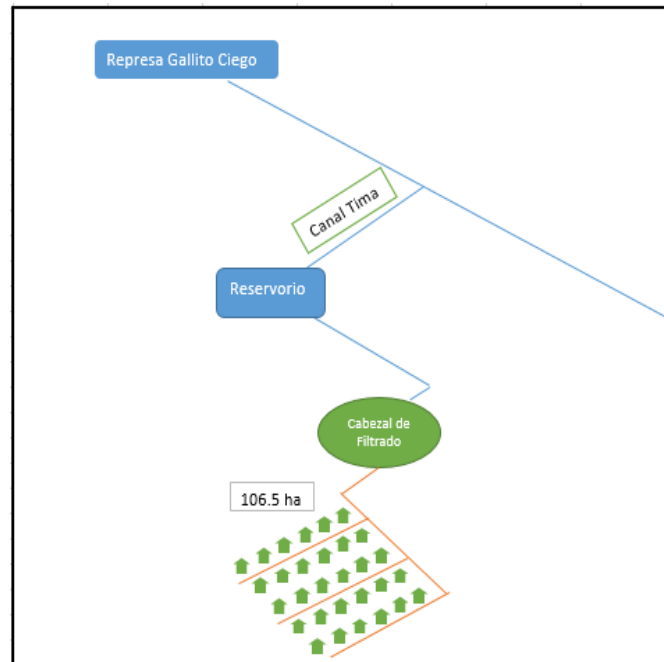 Represa Gallito Ciego
Canal Tima
Reservorio
Cabezal de
Filtrado
106.5 ha